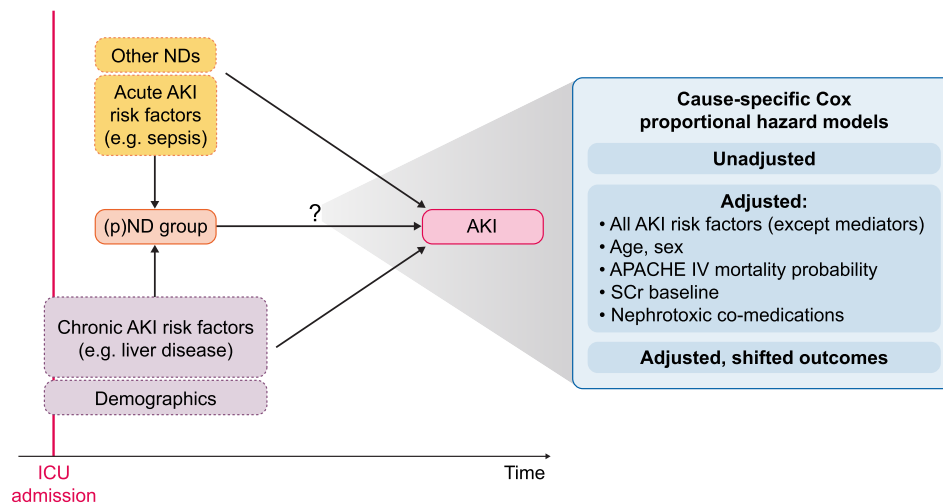 Other NDs
Acute AKI
risk factors
(e.g. sepsis)
(p)ND group
?
AKI
Chronic AKI risk factors
(e.g. liver disease)
Demographics
ICU
admission
Time
Cause-specific Cox
proportional hazard models
Unadjusted
Adjusted:
• All AKI risk factors (except mediators)
• Age, sex
• APACHE IV mortality probability
• SCr baseline
• Nephrotoxic co-medications
Adjusted, shifted outcomes